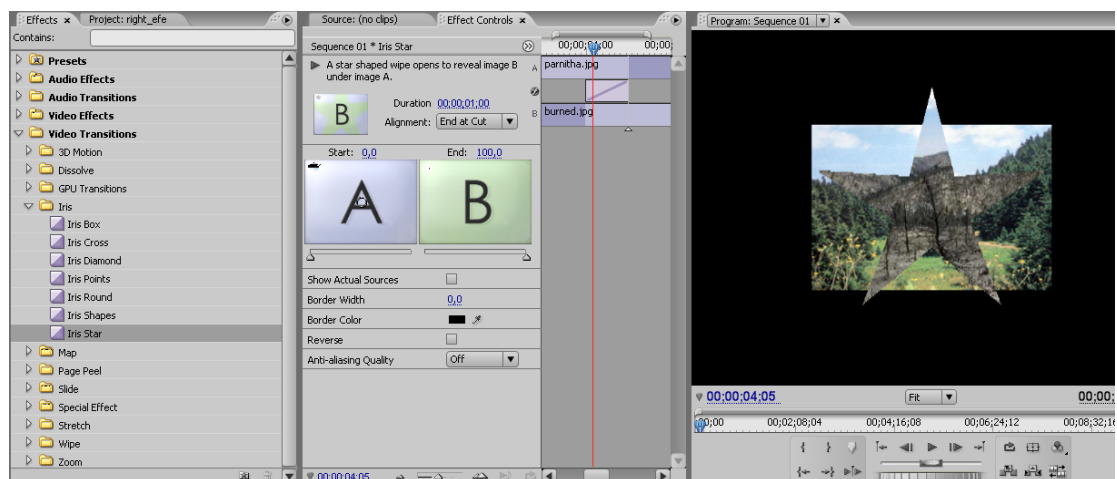 Effects × Project: right_efe
Contains:
Presets
Audio Effects
Audio Transitions
Video Effects
Video Transitions
3D Motion
Dissolve
GPU Transitions
Iris
Iris Box
Iris Cross
Iris Diamond
Iris Points
Iris Round
Iris Shapes
Iris Star
Map
Page Peel
Slide
Special Effect
Stretch
Wipe
Zoom
Source: (no clips) Effect Controls ×
Sequence 01 * Iris Star
A star shaped wipe opens to reveal image B
under image A.
B
Duration 00;00;01;00
Alignment: End at Cut
Start: 0,0 End: 100,0
A B
Show Actual Sources
Border Width 0,0
Border Color
Reverse
Anti-aliasing Quality Off
00;00;04;05
00;00;04;00 00;00;
A parnitha.jpg
B burned.jpg
Program: Sequence 01 ×
00;00;04;05 Fit 00;00;
;00;00 00;02;08;04 00;04;16;08 00;06;24;12 00;08;32;16